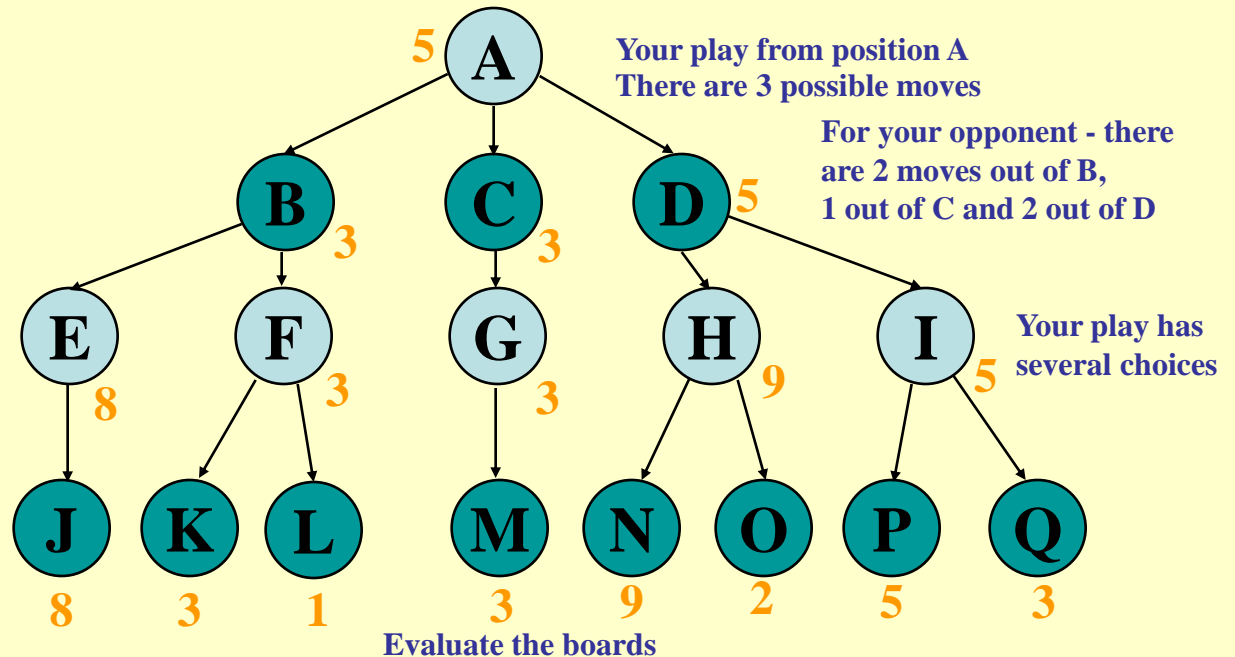 5
A
Your play from position A
There are 3 possible moves
For your opponent - there
are 2 moves out of B,
1 out of C and 2 out of D
B
3
C
3
D
5
E
8
F
3
G
3
H
9
I
5
Your play has
several choices
J
K
L
M
N
O
P
Q
8
3
1
3
9
2
5
3
Evaluate the boards